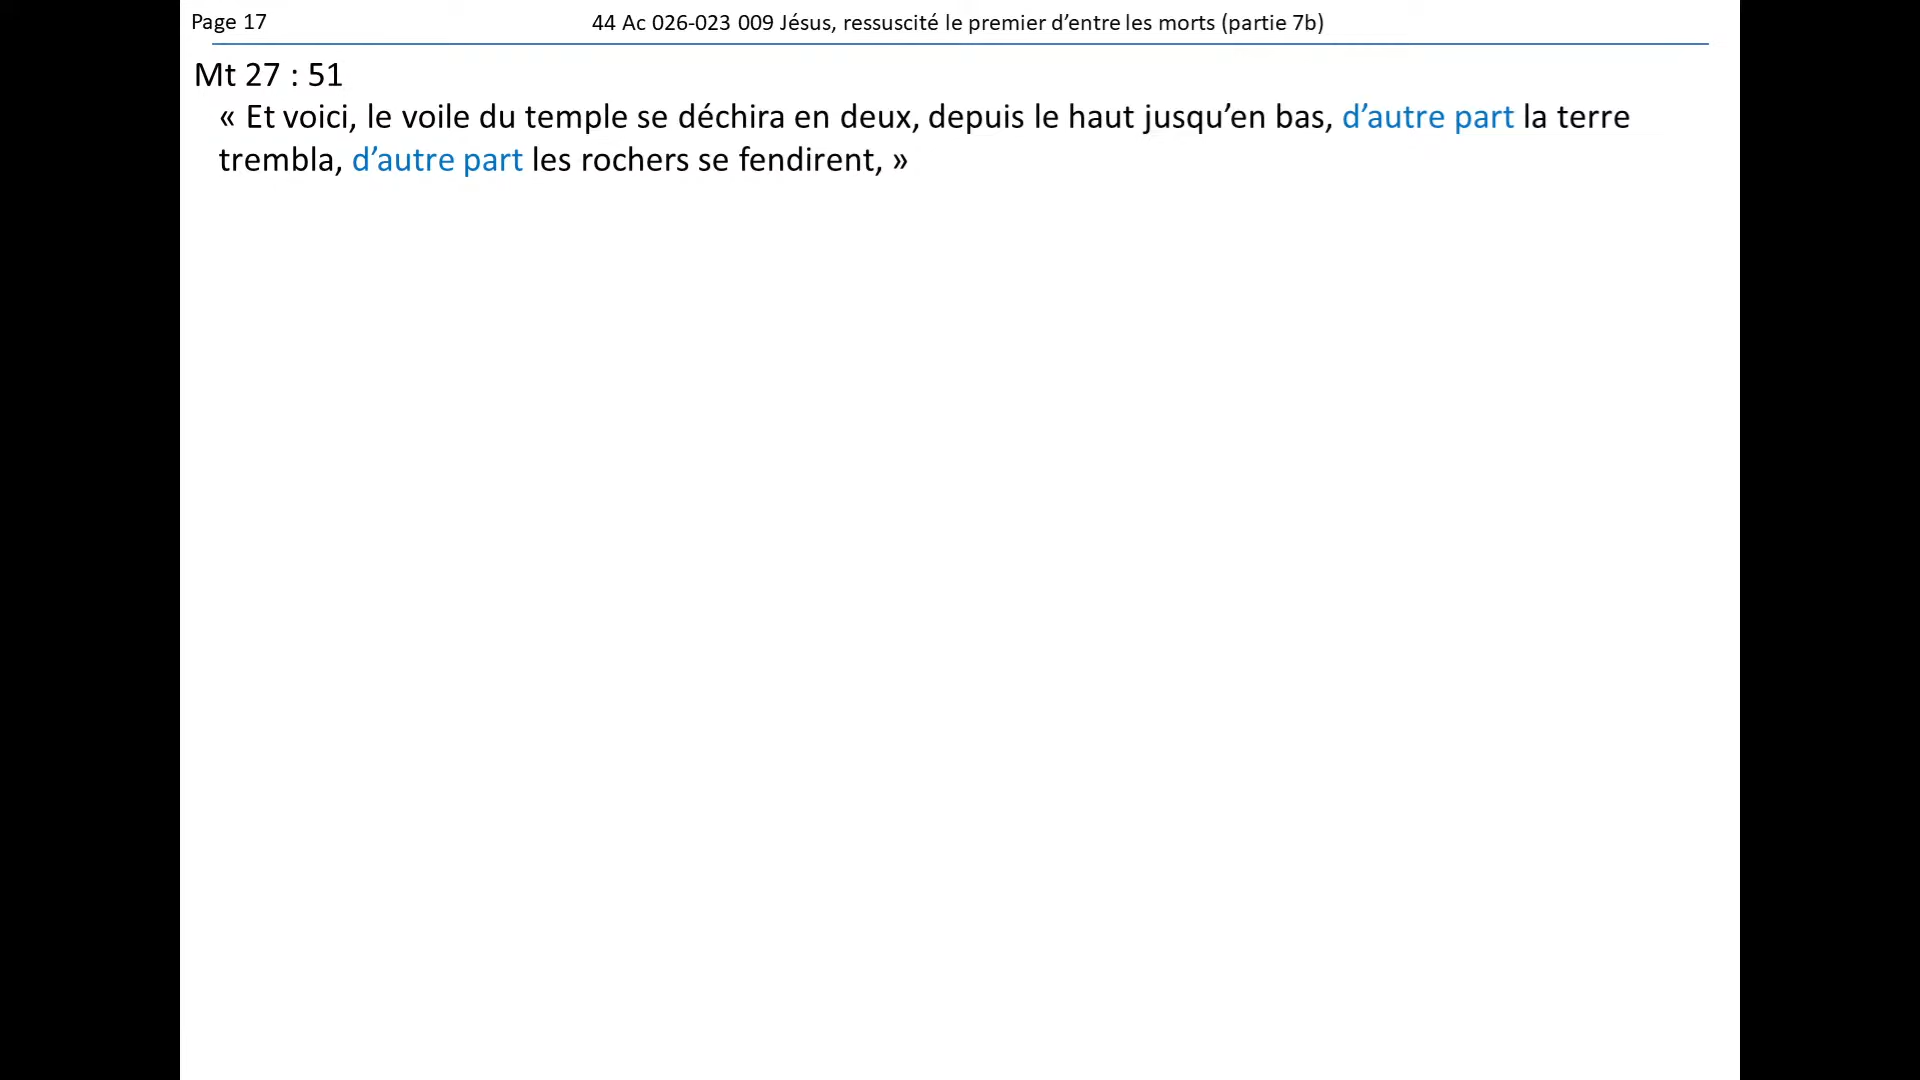 Page 17
44 Ac 026-023 009 Jésus, ressuscité le premier d’entre les morts (partie 7b)
Mt 27 : 51
« Et voici, le voile du temple se déchira en deux, depuis le haut jusqu’en bas, d’autre part la terre
trembla, d’autre part les rochers se fendirent, »